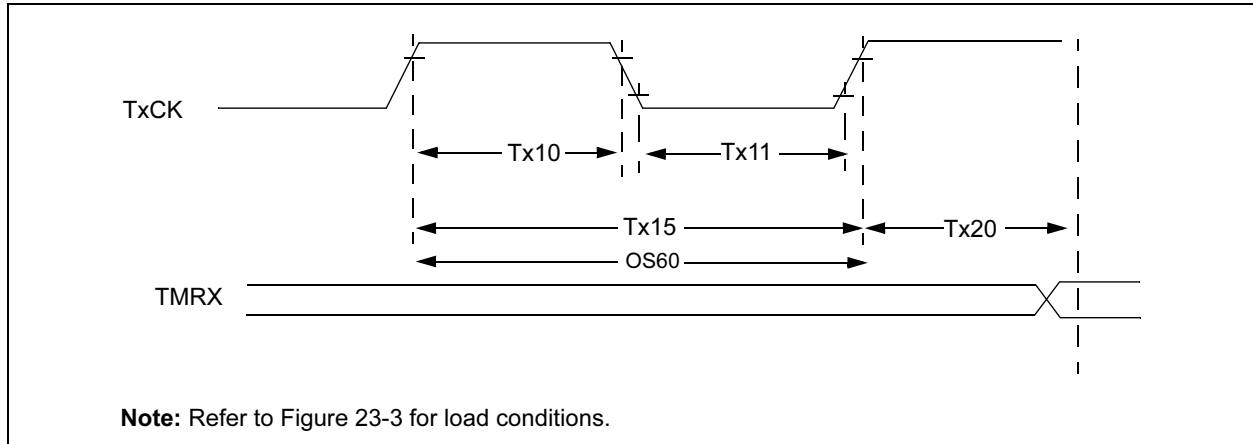 TxCK
Tx10
Tx11
Tx15
Tx20
OS60
TMRX
Note: Refer to Figure 23-3 for load conditions.